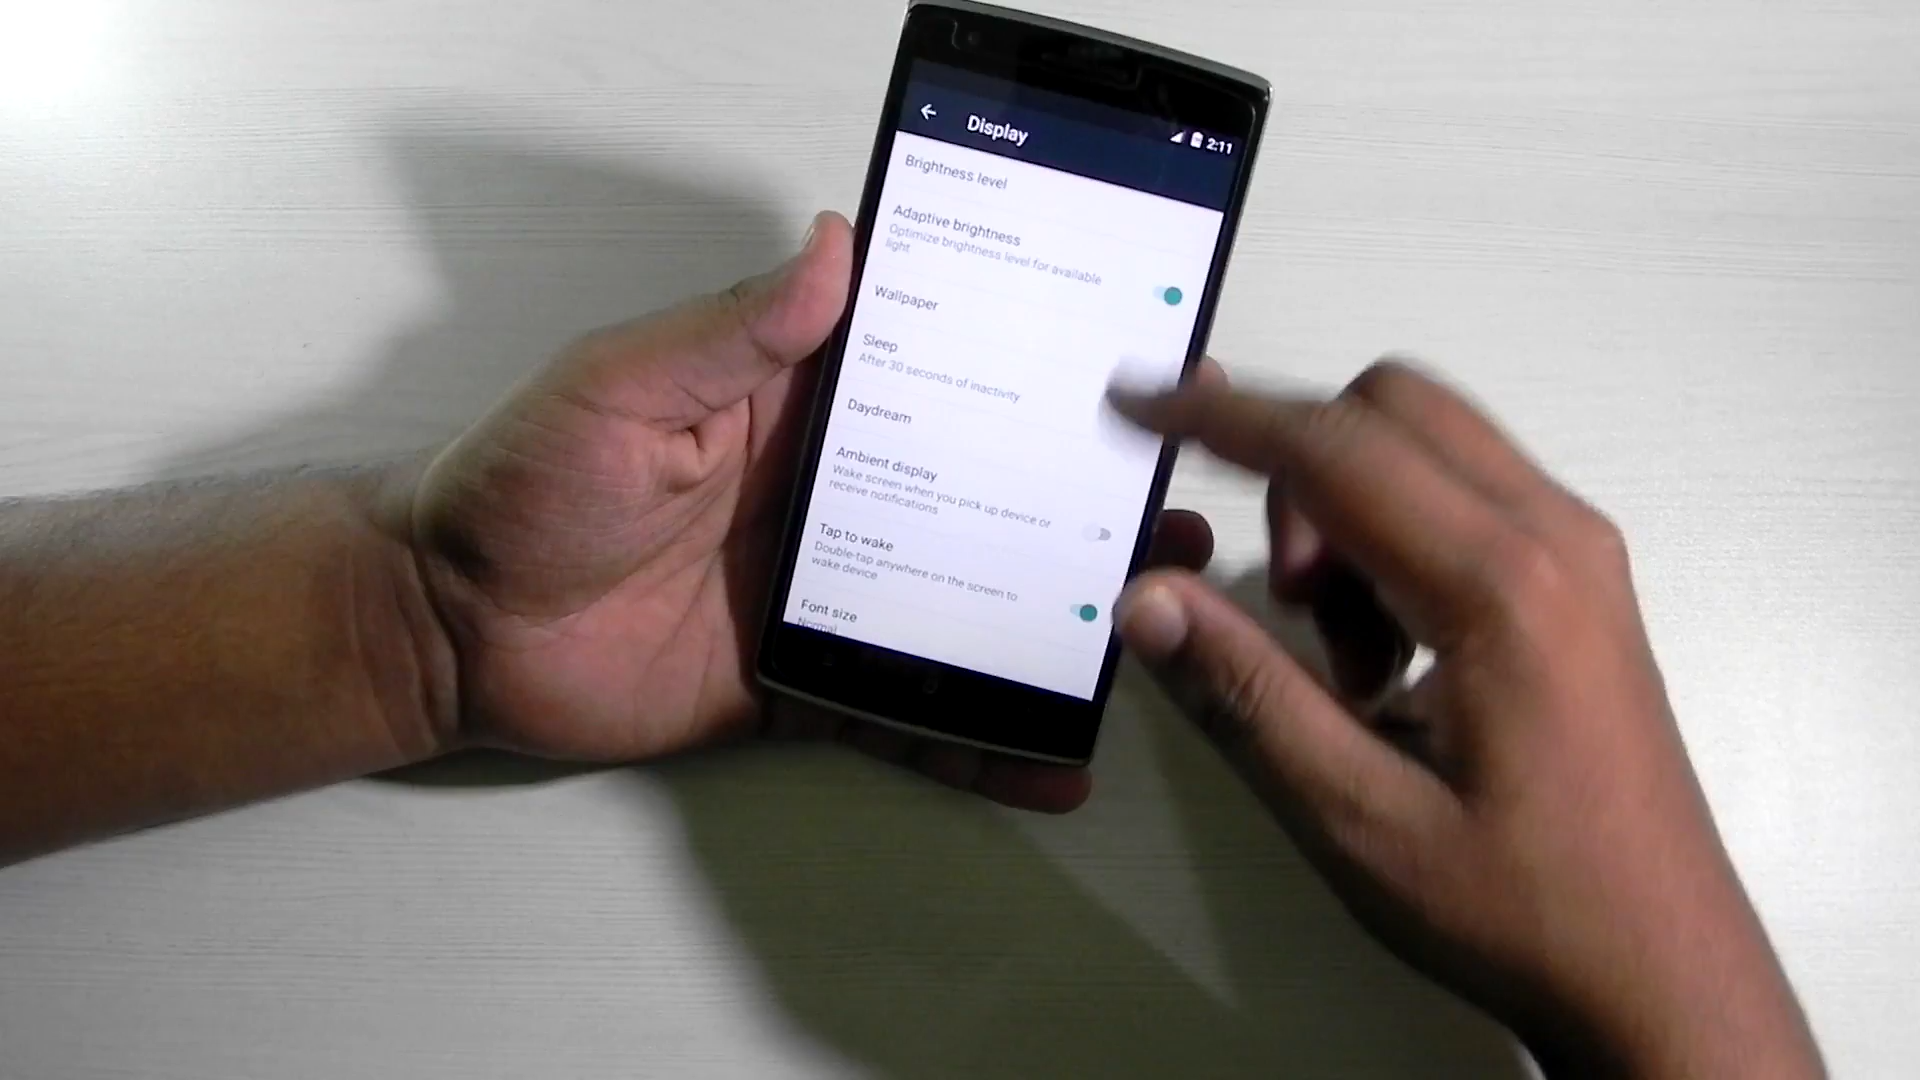 Display
2:11
Brightness level
Adaptive brightness
Optimize brightness level for available
light
Wallpaper
Sleep
After 30 seconds of inactivity
Daydream
Ambient display
Wake screen when you pick up device or
receive notifications
Tap to wake
Double-tap anywhere on the screen to
wake device
Font size
Normal